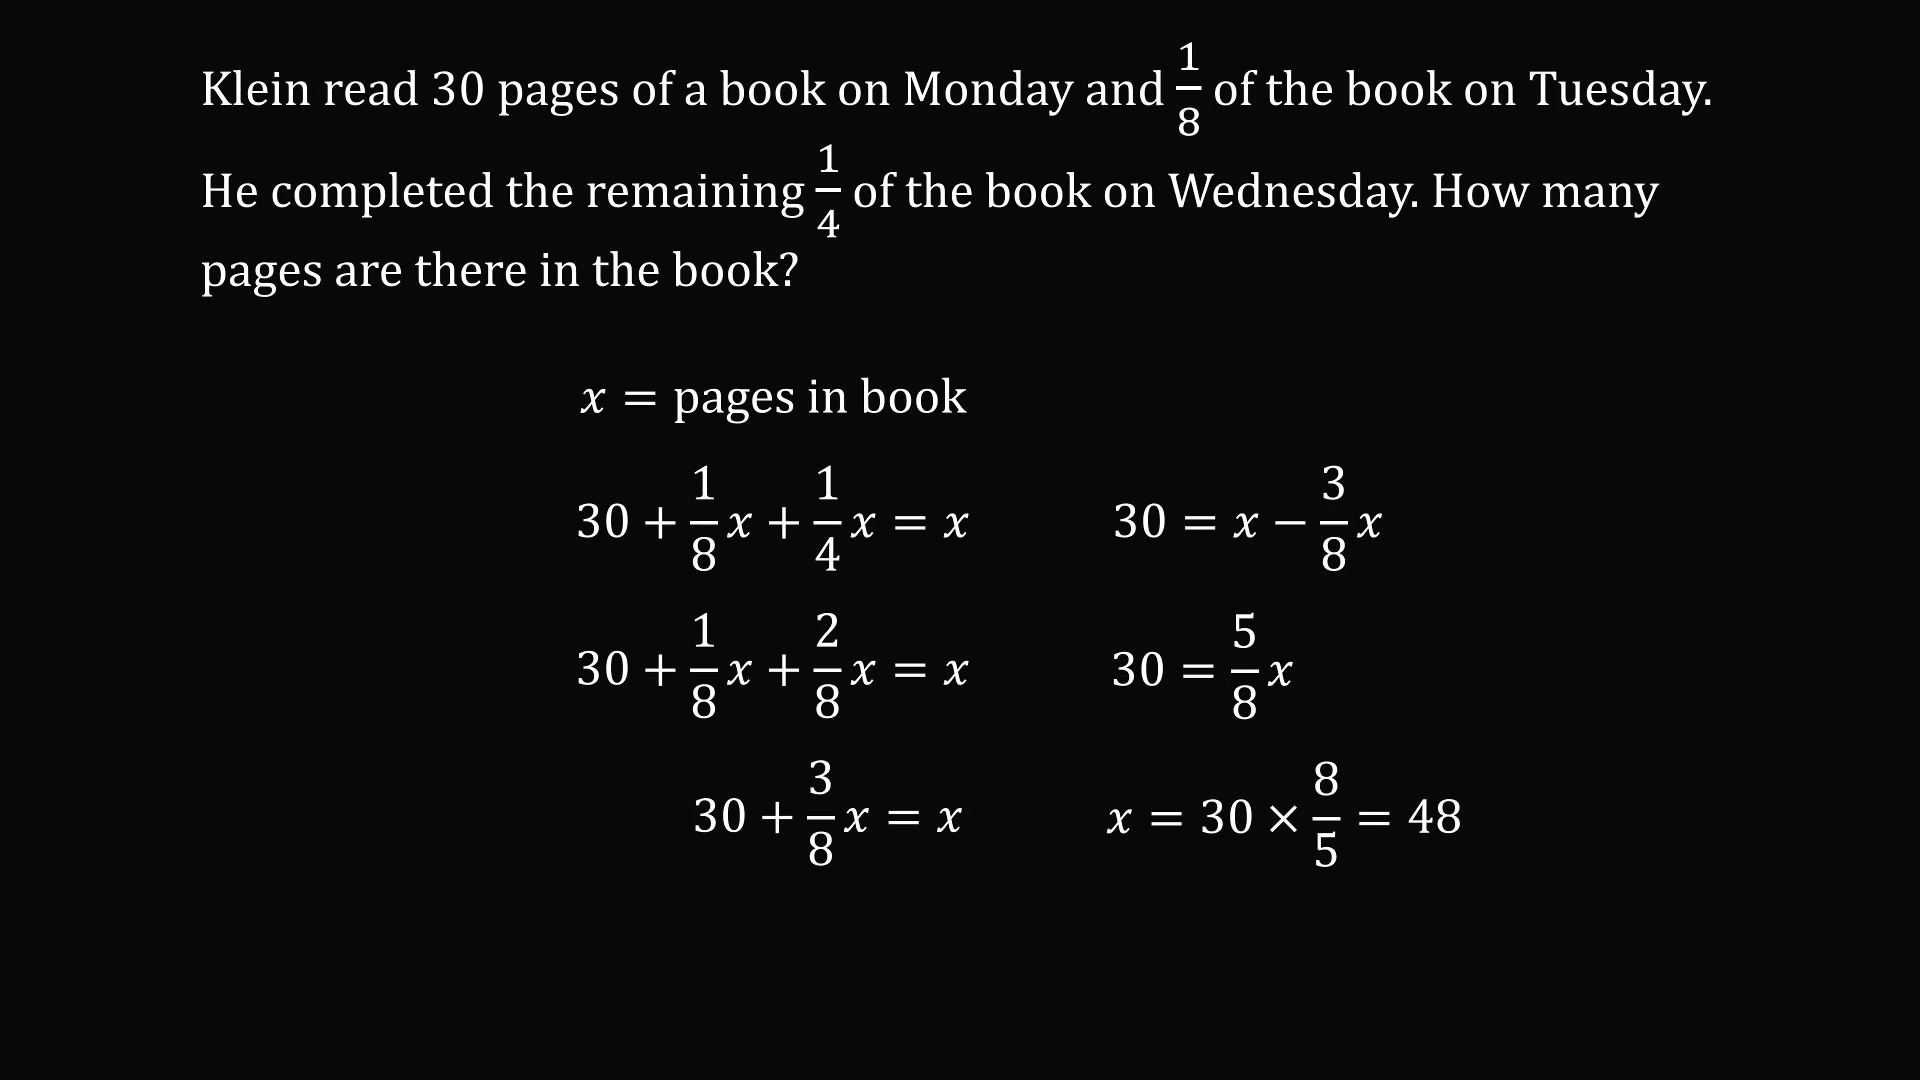 Klein read 30 pages of a book on Monday and 1/8 of the book on Tuesday.
He completed the remaining 1/4 of the book on Wednesday. How many
pages are there in the book?
x = pages in book
30 + 1/8 x + 1/4 x = x
30 + 1/8 x + 2/8 x = x
30 + 3/8 x = x
30 = x − 3/8 x
30 = 5/8 x
x = 30 × 8/5 = 48